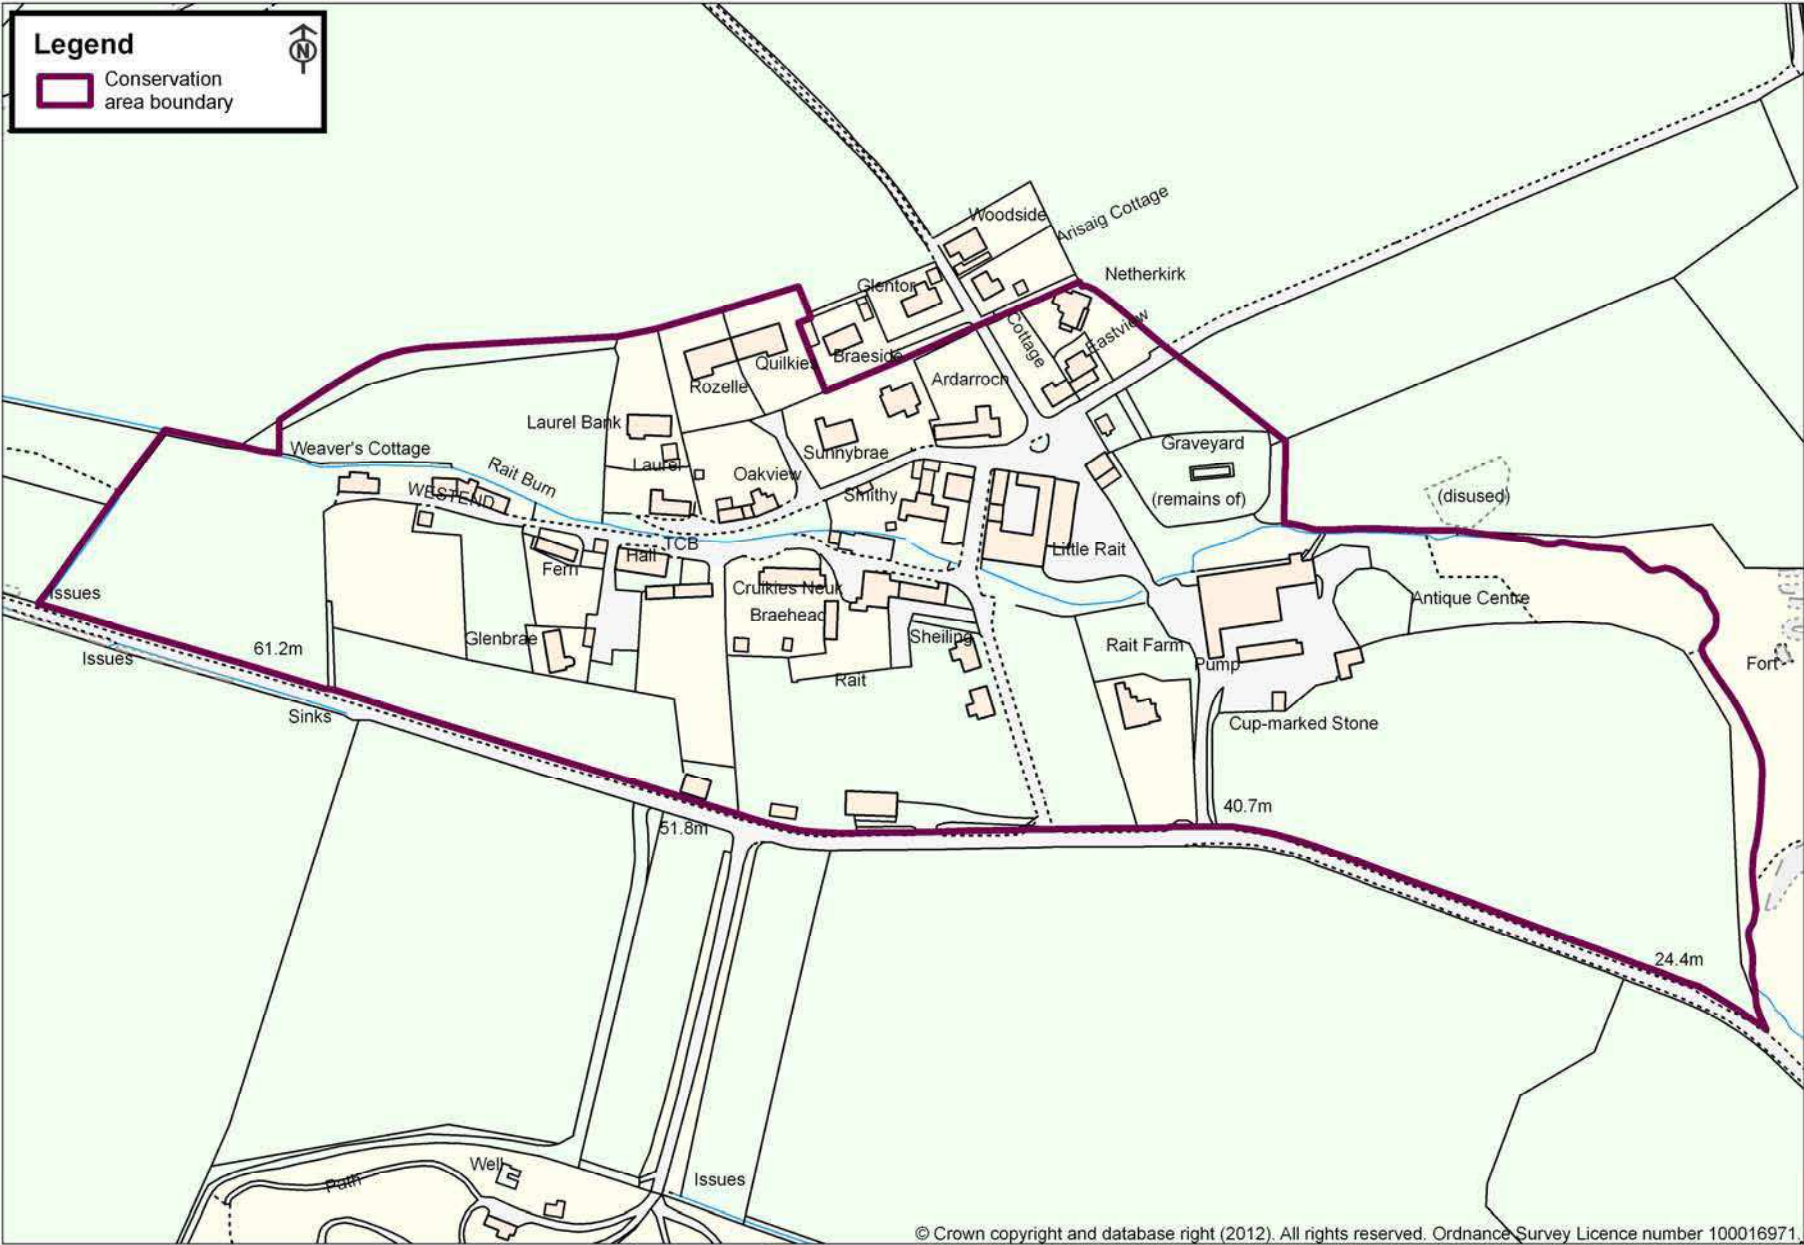 Legend
N
Conservation
area boundary
Woodside
Arisaig Cottage
Netherkirk
Glentor
Cottage
Eastview
Braeside
Quilkies
Rozelle
Ardarroch
Laurel Bank
Weaver's Cottage
Graveyard
Sunnybrae
Laurel
Oakview
Rait Burn
WESTEND
Smithy
(remains of)
(disused)
TCB
Hall
Little Rait
Fern
Cruikies Neuk
Antique Centre
Issues
Braehead
Glenbrae
Sheiling
Rait Farm
61.2m
Issues
Pump
Fort
Rait
Sinks
Cup-marked Stone
40.7m
51.8m
24.4m
Well
Path
Issues
© Crown copyright and database right (2012). All rights reserved. Ordnance Survey Licence number 100016971.